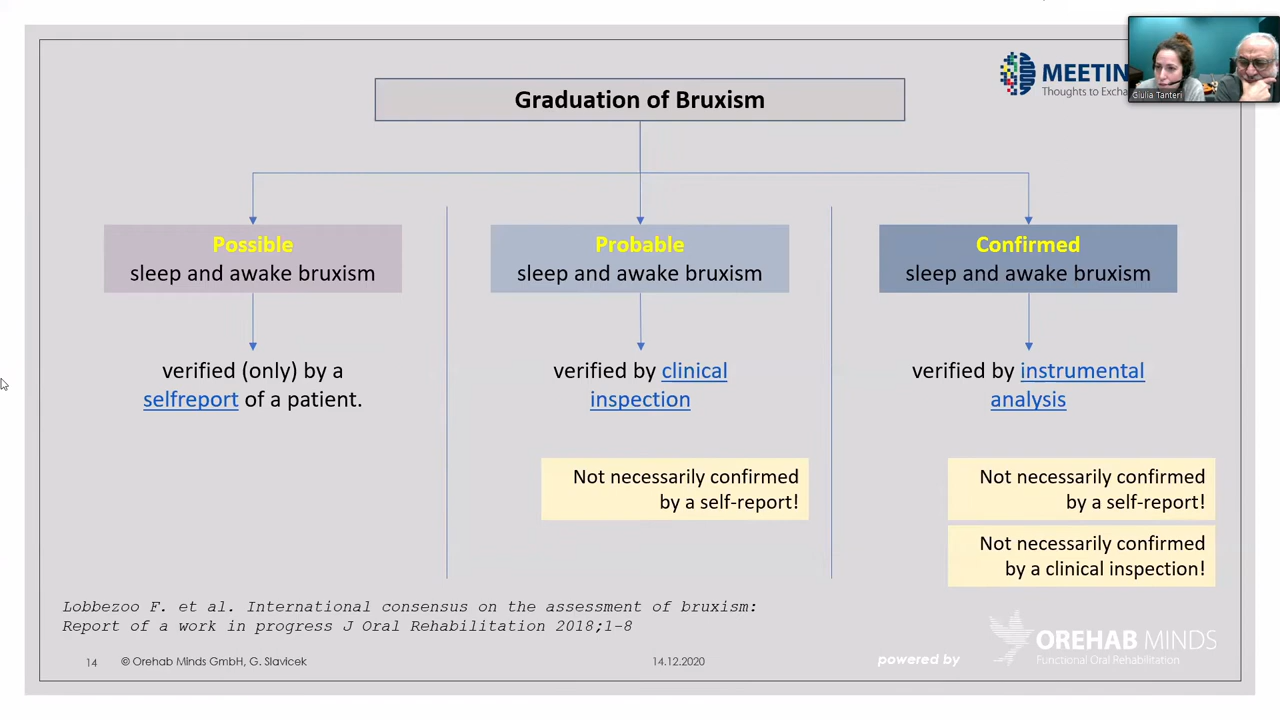 MEETIN
Thoughts to Excha
Giulia Tanteri
Graduation of Bruxism
Possible
sleep and awake bruxism
verified (only) by a
selfreport of a patient.
Probable
sleep and awake bruxism
verified by clinical
inspection
Not necessarily confirmed
by a self-report!
Confirmed
sleep and awake bruxism
verified by instrumental
analysis
Not necessarily confirmed
by a self-report!
Not necessarily confirmed
by a clinical inspection!
Lobbezoo F. et al. International consensus on the assessment of bruxism:
Report of a work in progress J Oral Rehabilitation 2018;1-8
14
© Orehab Minds GmbH, G. Slavicek
14.12.2020
powered by
OREHAB MINDS
Functional Oral Rehabilitation